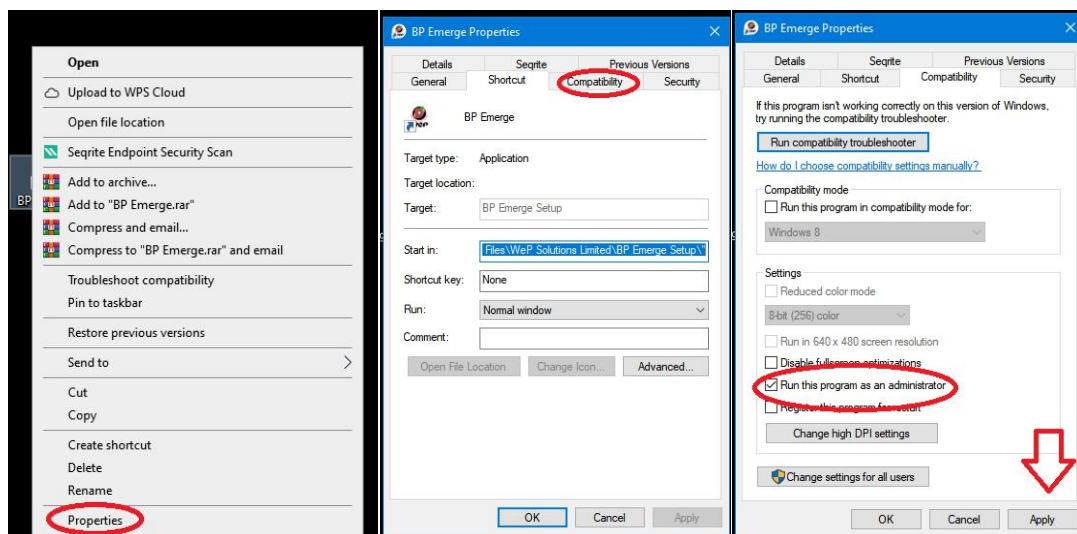 Open
Upload to WPS Cloud
Open file location
Seqrite Endpoint Security Scan
Add to archive...
Add to "BP Emerge.rar"
Compress and email...
Compress to "BP Emerge.rar" and email
Troubleshoot compatibility
Pin to taskbar
Restore previous versions
Send to
Cut
Copy
Create shortcut
Delete
Rename
Properties
BP
BP Emerge Properties
Details Seqrite Previous Versions
General Shortcut Compatibility Security
BP Emerge
Target type: Application
Target location:
Target: BP Emerge Setup
Start in: Files\WeP Solutions Limited\BP Emerge Setup\"
Shortcut key: None
Run: Normal window
Comment:
Open File Location Change Icon... Advanced...
OK Cancel Apply
BP Emerge Properties
Details Seqrite Previous Versions
General Shortcut Compatibility Security
If this program isn't working correctly on this version of Windows,
try running the compatibility troubleshooter.
Run compatibility troubleshooter
How do I choose compatibility settings manually?
Compatibility mode
Run this program in compatibility mode for:
Windows 8
Settings
Reduced color mode
8-bit (256) color
Run in 640 x 480 screen resolution
Disable fullscreen optimizations
Run this program as an administrator
Register this program for restart
Change high DPI settings
Change settings for all users
OK Cancel Apply